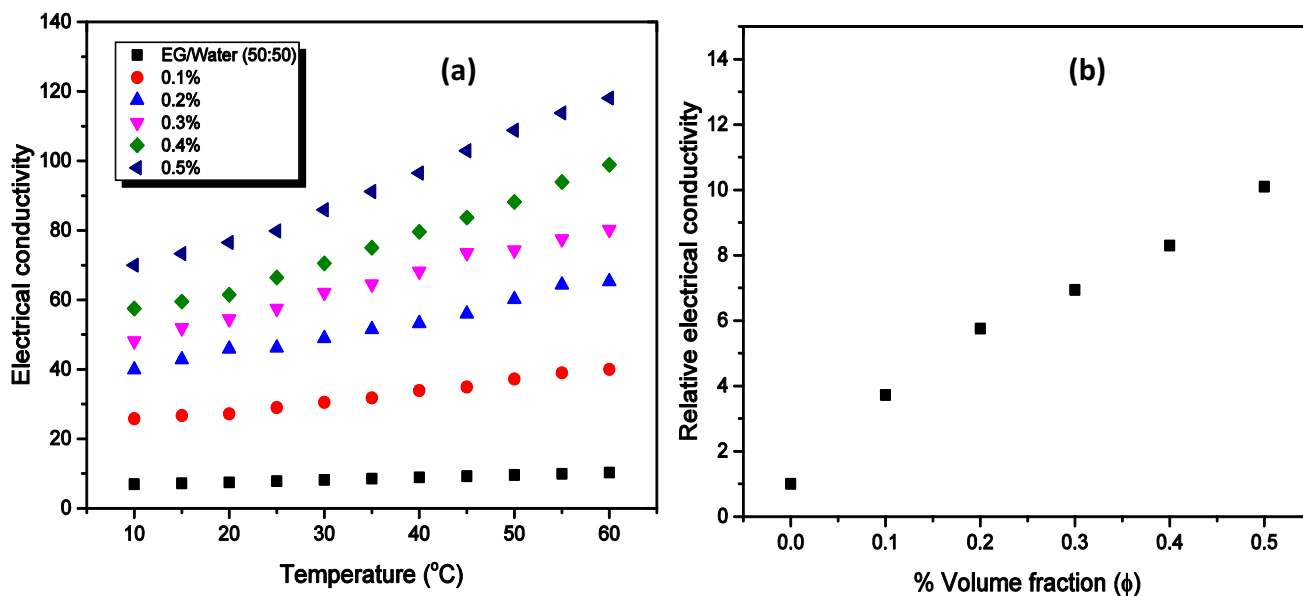 (a)
EG/Water (50:50)
0.1%
0.2%
0.3%
0.4%
0.5%
Electrical conductivity
140
120
100
80
60
40
20
0
10 20 30 40 50 60
Temperature (°C)
(b)
Relative electrical conductivity
14
12
10
8
6
4
2
0
0.0 0.1 0.2 0.3 0.4 0.5
% Volume fraction (ϕ)